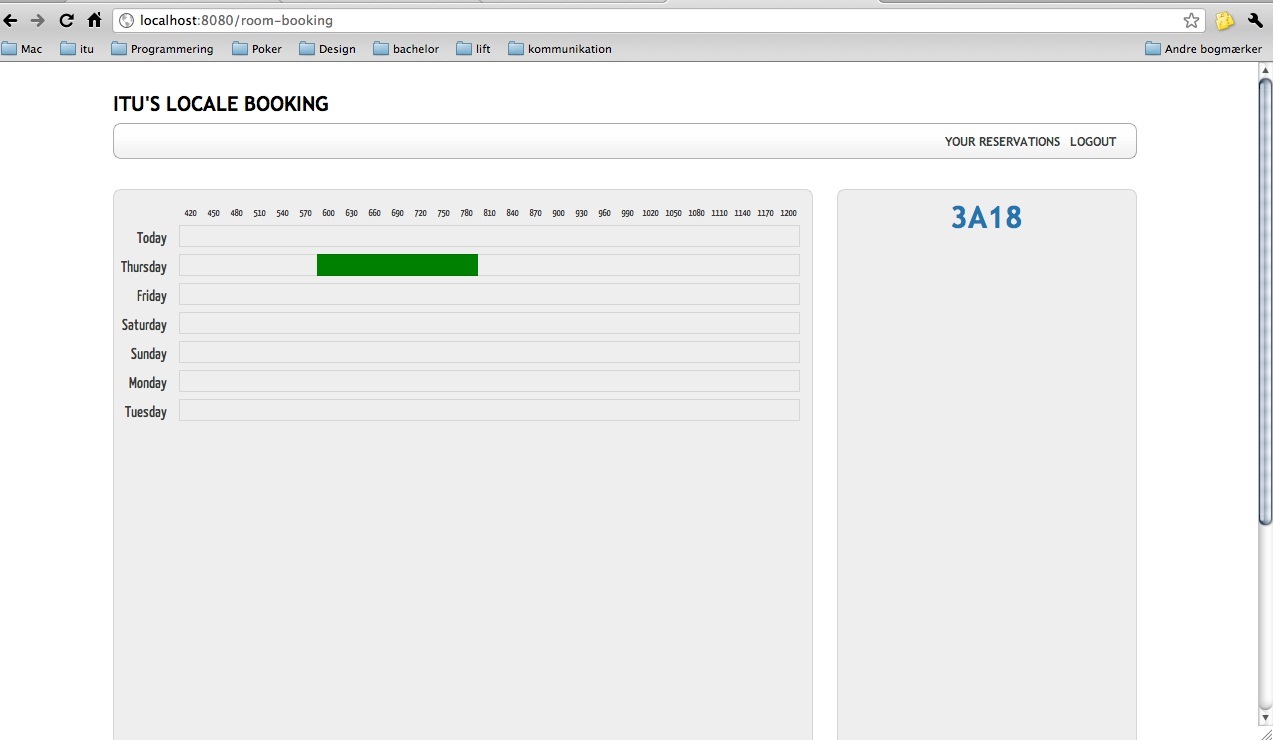 localhost:8080/room-booking
Mac itu Programmering Poker Design bachelor lift kommunikation Andre bogmærker
ITU'S LOCALE BOOKING
YOUR RESERVATIONS LOGOUT
420 450 480 510 540 570 600 630 660 690 720 750 780 810 840 870 900 930 960 990 1020 1050 1080 1110 1140 1170 1200
3A18
Today
Thursday
Friday
Saturday
Sunday
Monday
Tuesday